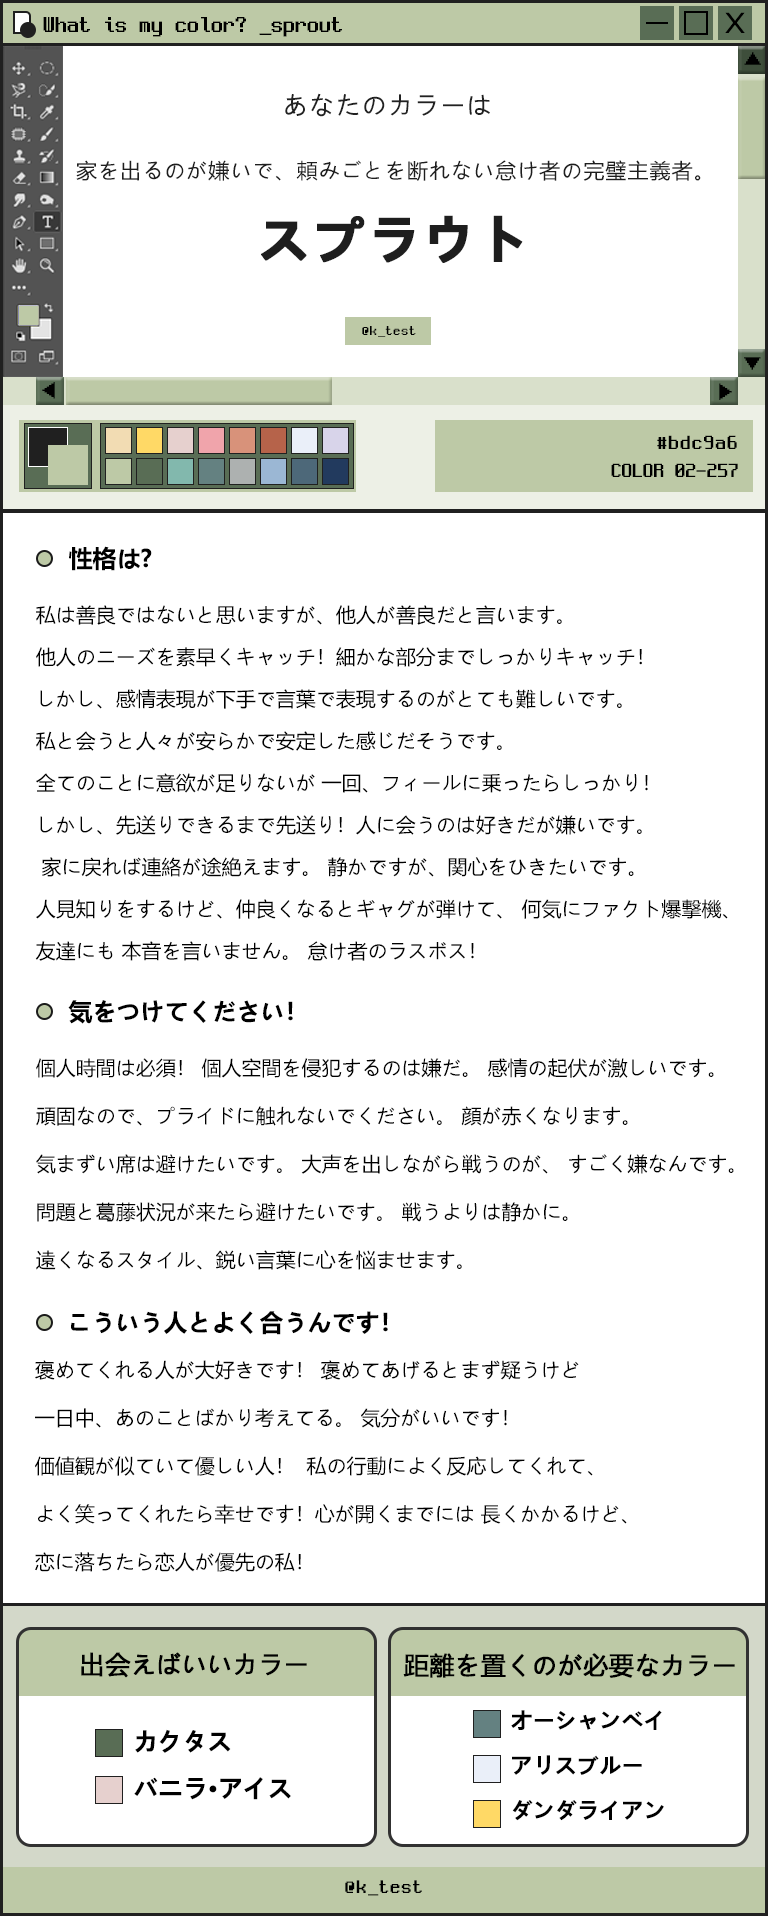 What is my color? _sprout
あなたのカラーは
家を出るのが嫌いで、頼みごとを断れない怠け者の完璧主義者。
スプラウト
@k_test
#bdc9a6
COLOR 02-257
性格は?
私は善良ではないと思いますが、他人が善良だと言います。
他人のニーズを素早くキャッチ! 細かな部分までしっかりキャッチ!
しかし、感情表現が下手で言葉で表現するのがとても難しいです。
私と会うと人々が安らかで安定した感じだそうです。
全てのことに意欲が足りないが 一回、フィールに乗ったらしっかり!
しかし、先送りできるまで先送り! 人に会うのは好きだが嫌いです。
家に戻れば連絡が途絶えます。 静かですが、関心をひきたいです。
人見知りをするけど、仲良くなるとギャグが弾けて、 何気にファクト爆撃機、
友達にも 本音を言いません。 怠け者のラスボス!
気をつけてください!
個人時間は必須! 個人空間を侵犯するのは嫌だ。 感情の起伏が激しいです。
頑固なので、プライドに触れないでください。 顔が赤くなります。
気まずい席は避けたいです。 大声を出しながら戦うのが、 すごく嫌なんです。
問題と葛藤状況が来たら避けたいです。 戦うよりは静かに。
遠くなるスタイル、鋭い言葉に心を悩ませます。
こういう人とよく合うんです!
褒めてくれる人が大好きです! 褒めてあげるとまず疑うけど
一日中、あのことばかり考えてる。 気分がいいです!
価値観が似ていて優しい人! 私の行動によく反応してくれて、
よく笑ってくれたら幸せです! 心が開くまでには 長くかかるけど、
恋に落ちたら恋人が優先の私!
出会えばいいカラー
カクタス
バニラ•アイス
距離を置くのが必要なカラー
オーシャンベイ
アリスブルー
ダンダライアン
@k_test